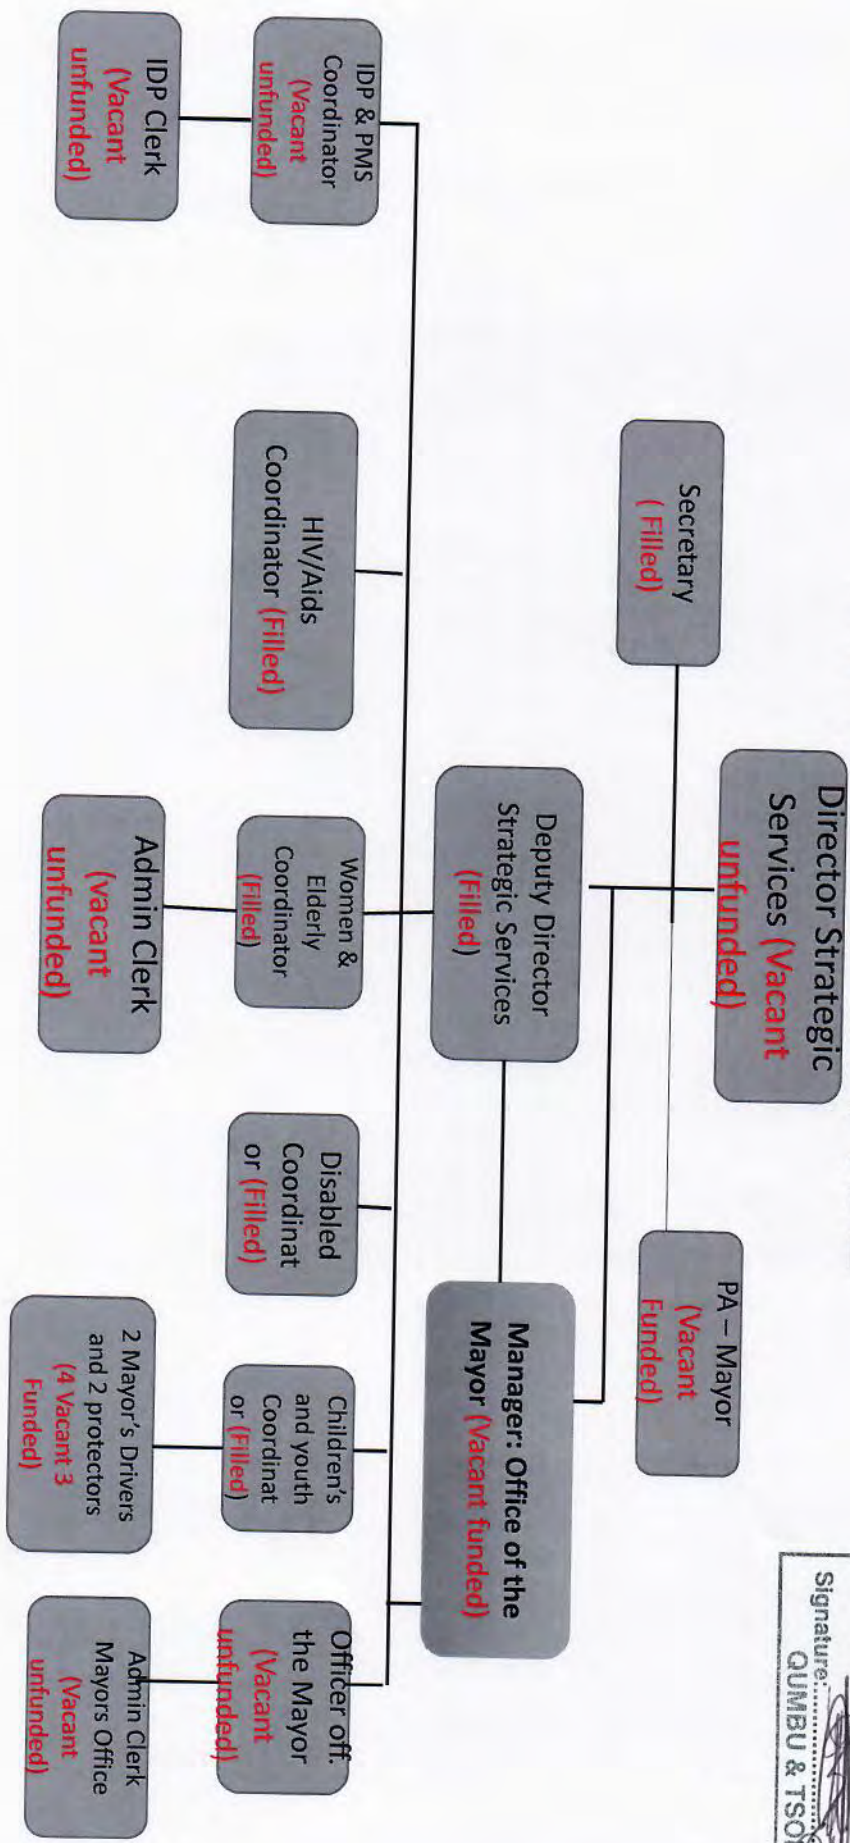 Signature:
QUMBU & TSO
Director Strategic
Services (Vacant
unfunded)
Secretary
( Filled)
PA – Mayor
(Vacant
Funded)
Deputy Director
Strategic Services
(Filled)
Manager: Office of the
Mayor (Vacant funded)
IDP & PMS
Coordinator
(Vacant
unfunded)
HIV/Aids
Coordinator (Filled)
Women &
Elderly
Coordinator
(Filled)
Disabled
Coordinat
or (Filled)
Children's
and youth
Coordinat
or (Filled)
Officer off.
the Mayor
(Vacant
unfunded)
IDP Clerk
(Vacant
unfunded)
Admin Clerk
(vacant
unfunded)
2 Mayor's Drivers
and 2 protectors
(4 Vacant 3
Funded)
Admin Clerk
Mayors Office
(Vacant
unfunded)